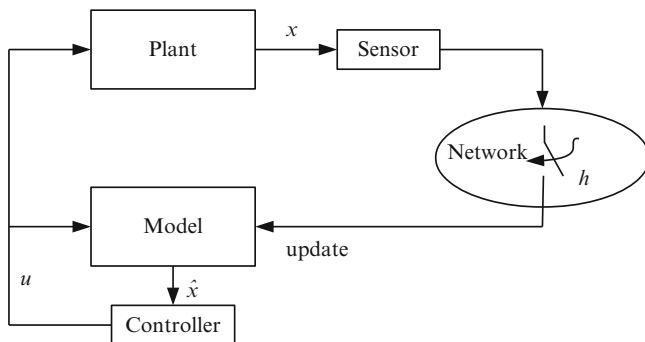 Plant
x
Sensor
Network
h
Model
update
u
x̂
Controller